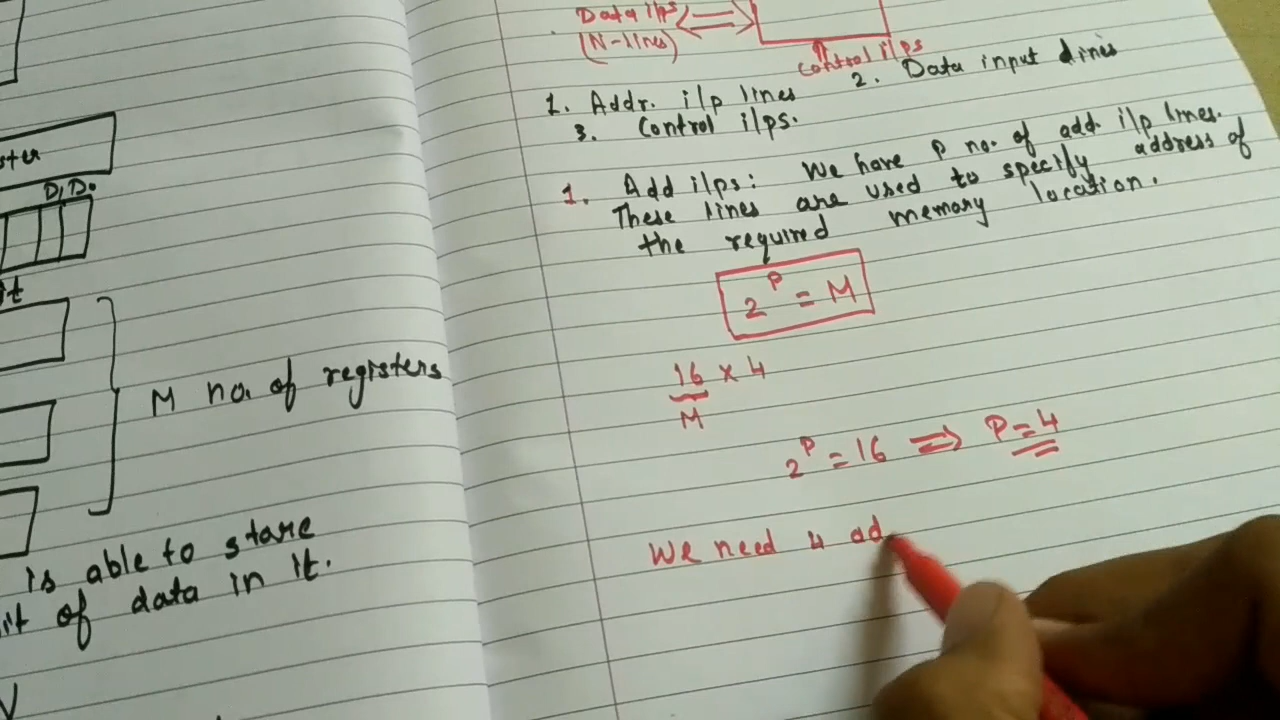 ster
D₁ D₀
M no. of registers
is able to store
it of data in it.
Data i/ps
(N-lines)
Control i/ps
1. Addr. i/p lines
2. Data input lines
3. Control i/ps.
1. Add i/ps: We have P no. of add. i/p lines.
These lines are used to specify address of
the required memory location.
2^P = M
16 × 4
M
2^P = 16 ⇒ P = 4
We need 4 ad